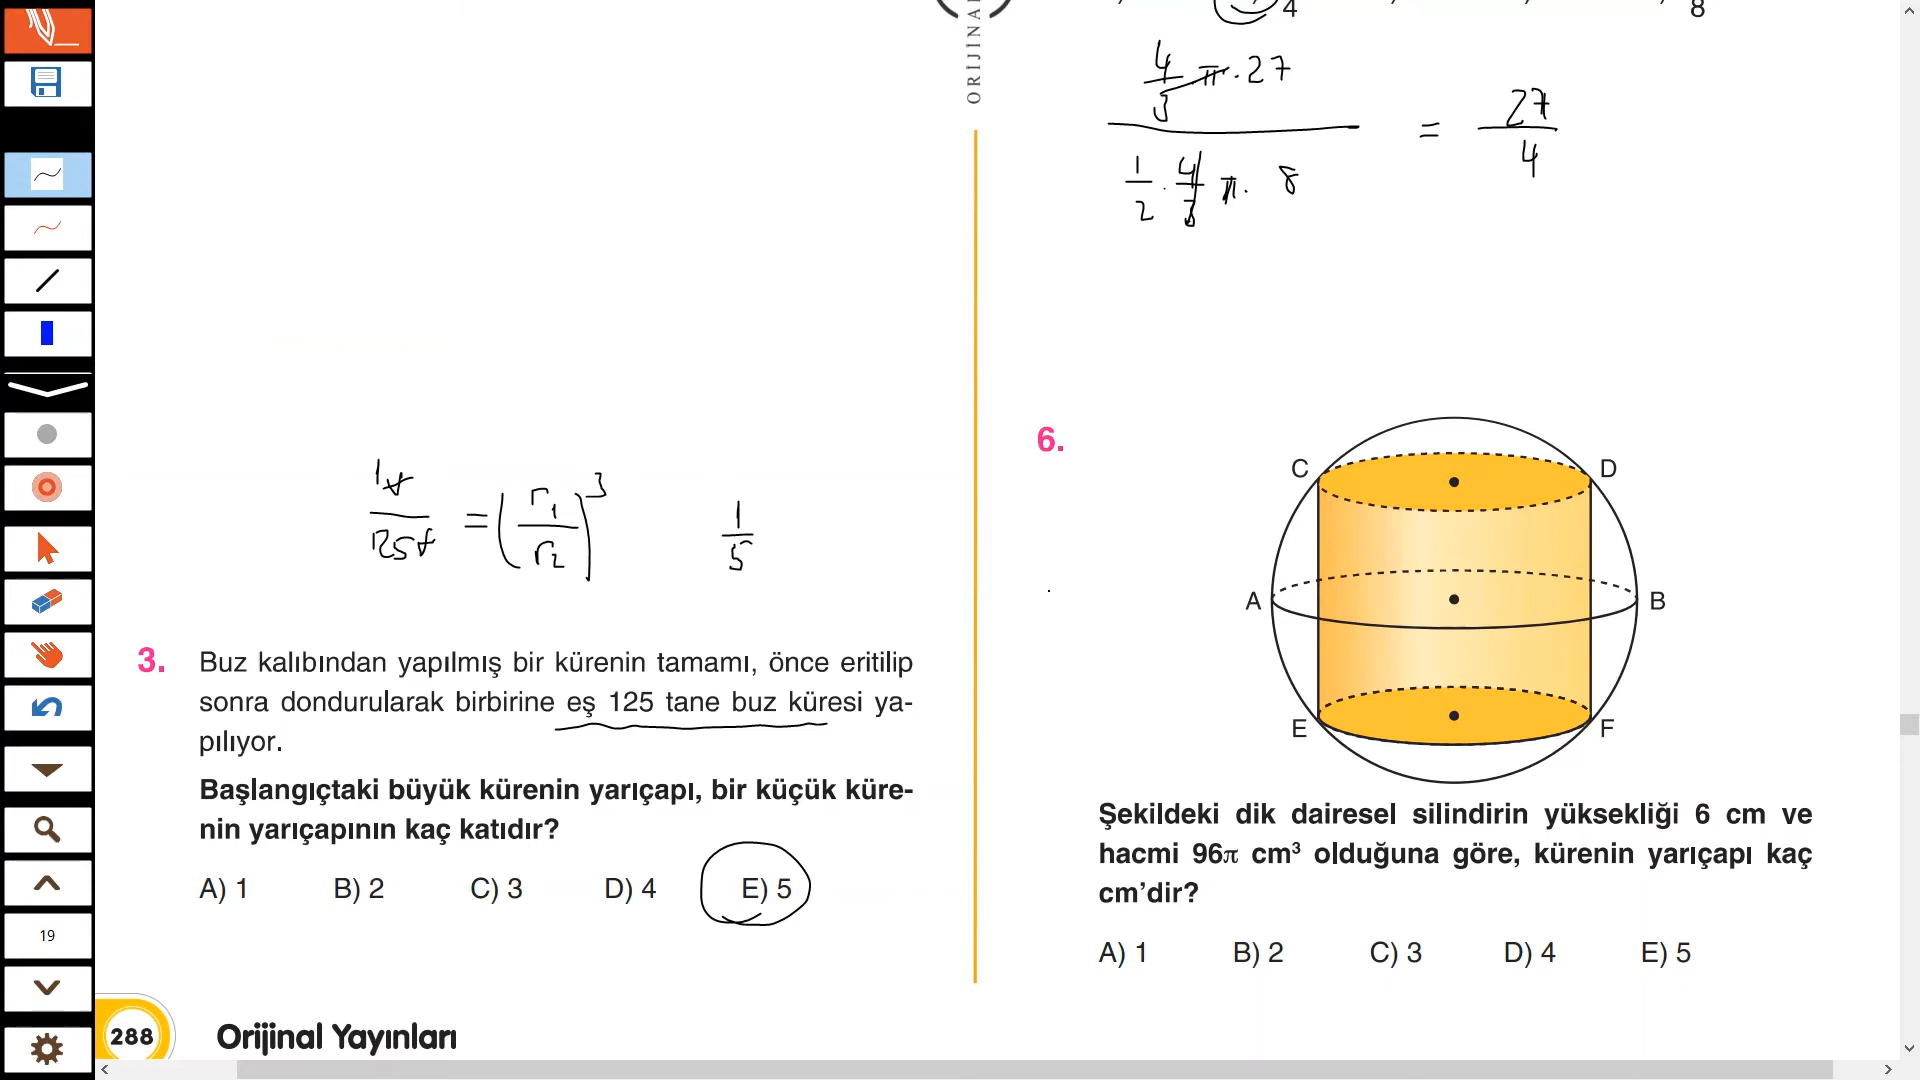 ORİJİNAL
4
8
4/3 π · 27
= 27/4
1/2 · 4/3 π · 8
= (r₁/r₂)³
1/5
3.
Buz kalıbından yapılmış bir kürenin tamamı, önce eritilip
sonra dondurularak birbirine eş 125 tane buz küresi ya-
pılıyor.
Başlangıçtaki büyük kürenin yarıçapı, bir küçük küre-
nin yarıçapının kaç katıdır?
A) 1 B) 2 C) 3 D) 4 E) 5
288
Orijinal Yayınları
6.
C D
A B
E F
Şekildeki dik dairesel silindirin yüksekliği 6 cm ve
hacmi 96π cm³ olduğuna göre, kürenin yarıçapı kaç
cm'dir?
A) 1 B) 2 C) 3 D) 4 E) 5
19